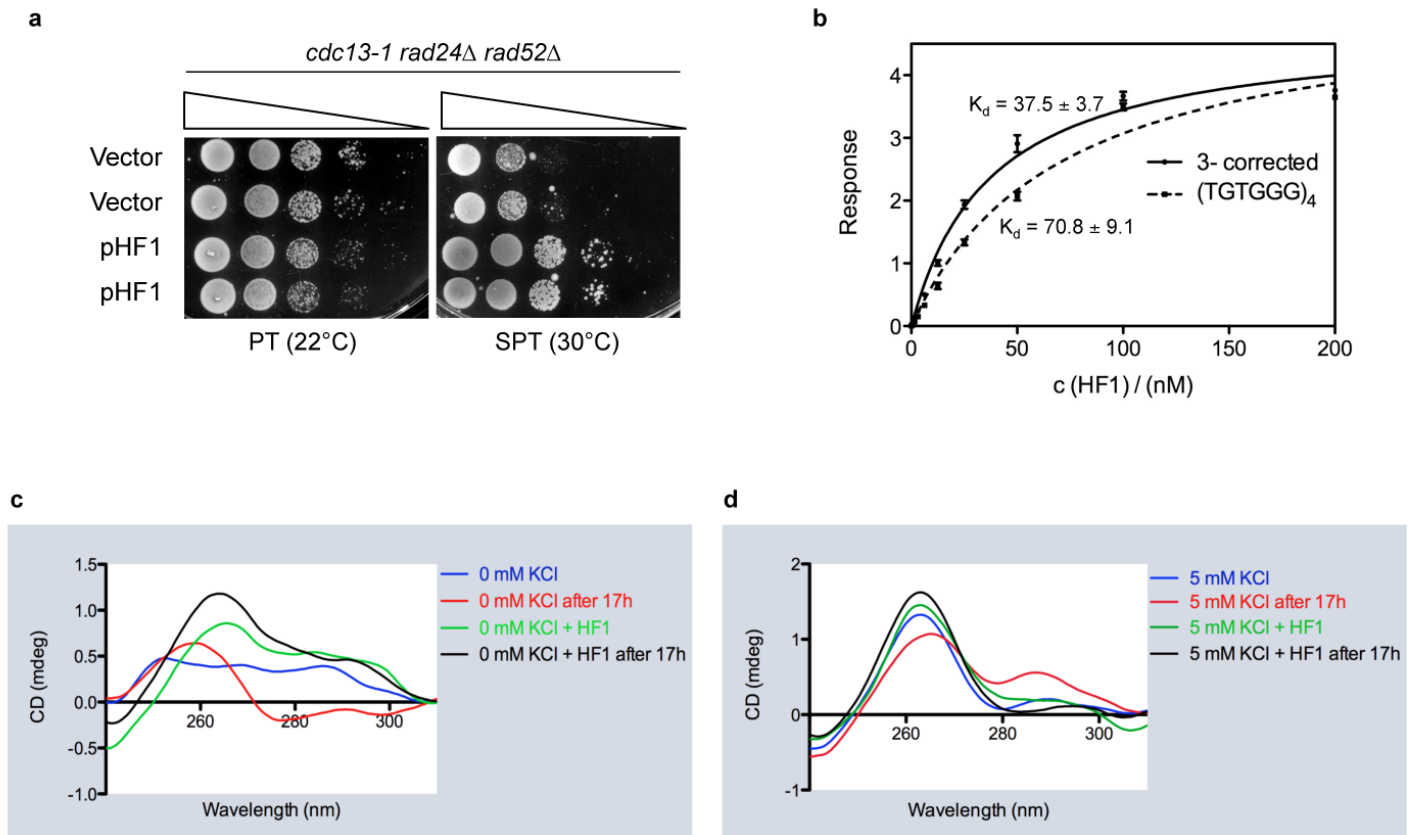 a
cdc13-1 rad24Δ rad52Δ
Vector
Vector
pHF1
pHF1
PT (22°C)
SPT (30°C)
b
Response
4
3
2
1
0
0
50
100
150
200
K_d = 37.5 ± 3.7
K_d = 70.8 ± 9.1
3- corrected
(TGTGGG)₄
c (HF1) / (nM)
c
CD (mdeg)
1.5
1.0
0.5
0.0
-0.5
-1.0
260
280
300
Wavelength (nm)
0 mM KCl
0 mM KCl after 17h
0 mM KCl + HF1
0 mM KCl + HF1 after 17h
d
CD (mdeg)
2
1
0
-1
260
280
300
Wavelength (nm)
5 mM KCl
5 mM KCl after 17h
5 mM KCl + HF1
5 mM KCl + HF1 after 17h